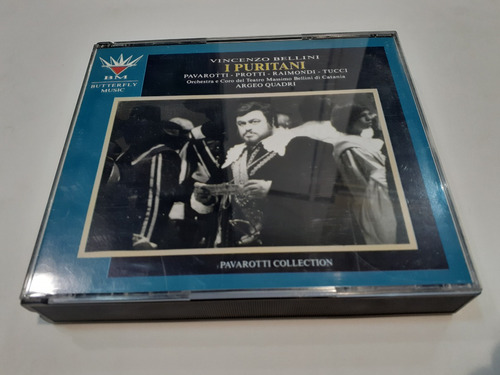 BM
BUTTERFLY
MUSIC
VINCENZO BELLINI
I PURITANI
PAVAROTTI - PROTTI - RAIMONDI - TUCCI
Orchestra e Coro del Teatro Massimo Bellini di Catania
ARGEO QUADRI
PAVAROTTI COLLECTION